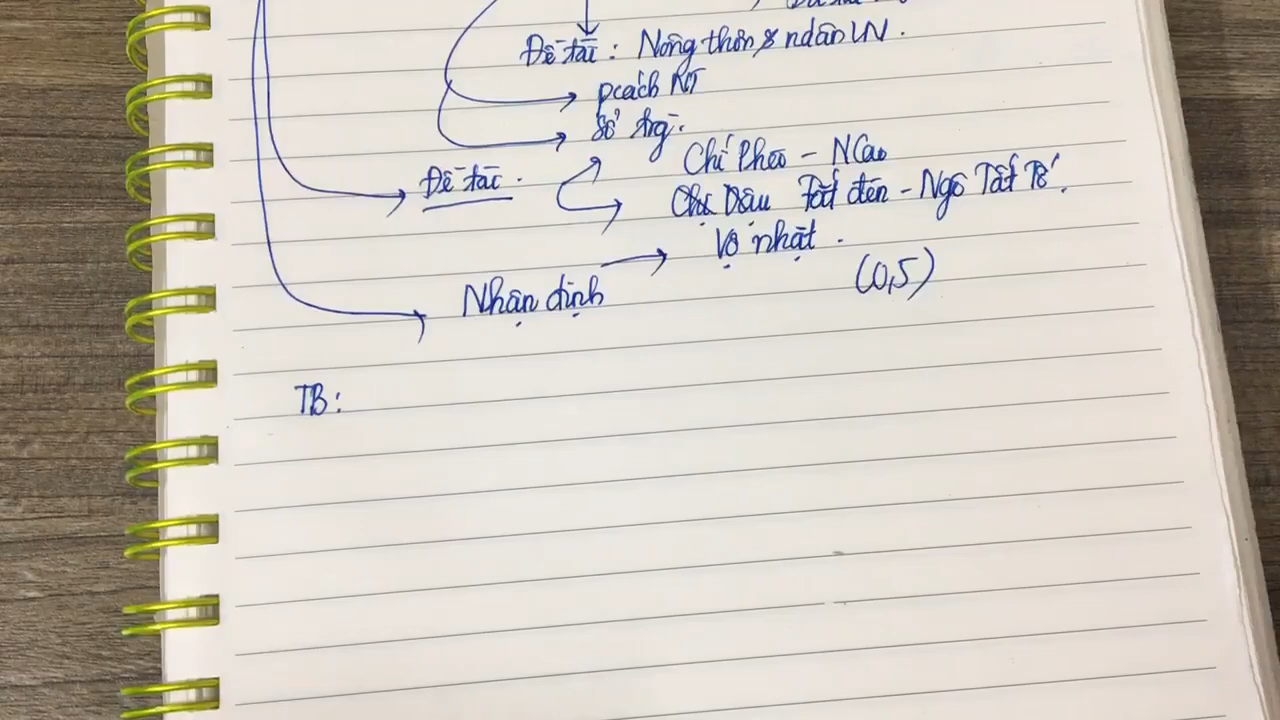 Đề tài : Nông thôn & ndân VN .
pcách NT
Sở trg .
Chí Phèo – NCao
Đề tài .
Chị Dậu Tắt đèn – Ngô Tất Tố .
Vợ nhặt .
(0,5)
Nhận định
TB :